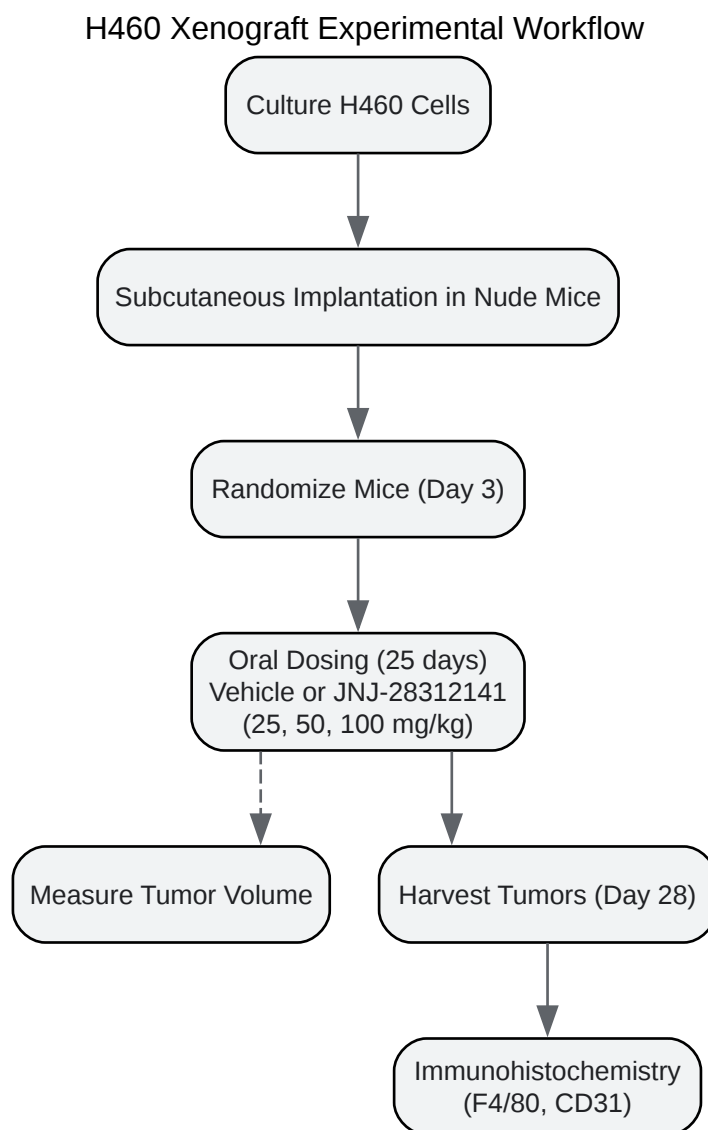 H460 Xenograft Experimental Workflow
Culture H460 Cells
Subcutaneous Implantation in Nude Mice
Randomize Mice (Day 3)
Oral Dosing (25 days)
Vehicle or JNJ-28312141
(25, 50, 100 mg/kg)
Measure Tumor Volume
Harvest Tumors (Day 28)
Immunohistochemistry
(F4/80, CD31)